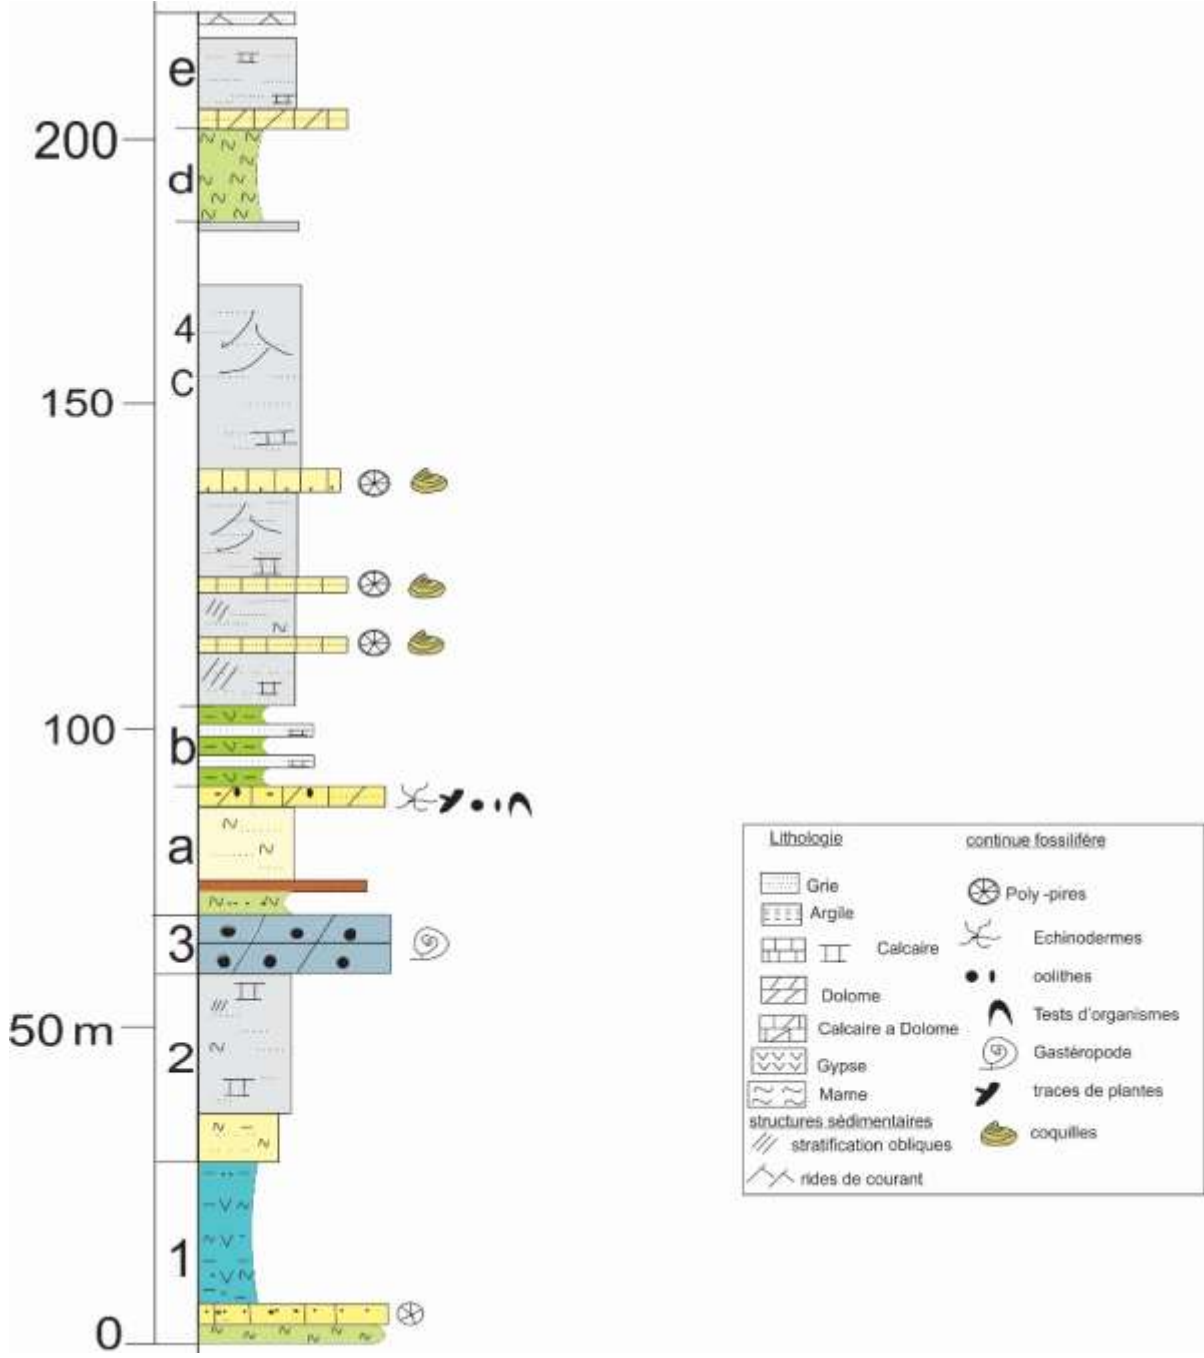 e
200
d
4
c
150
100
b
a
3
50 m
2
1
0
Lithologie
Grie
Argile
Calcaire
Dolome
Calcaire a Dolome
Gypse
Marne
structures sédimentaires
stratification obliques
rides de courant
continue fossilifére
Poly -pires
Echinodermes
oolithes
Tests d'organismes
Gastéropode
traces de plantes
coquilles